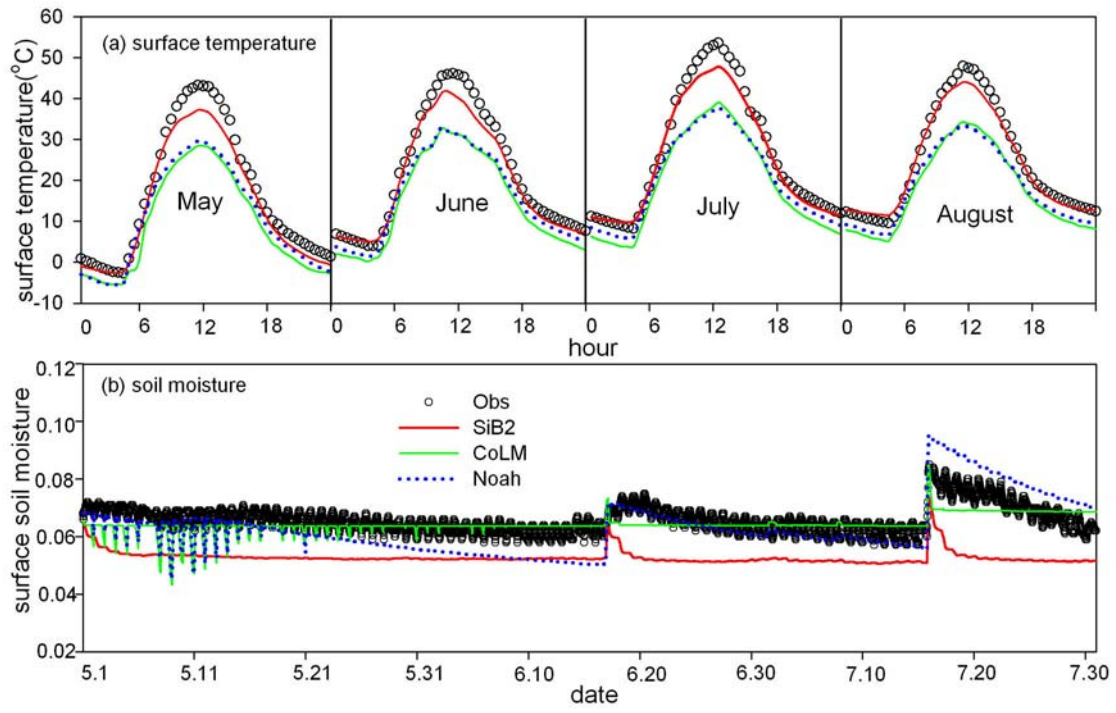 60
50
40
30
20
10
0
-10
surface temperature(°C)
(a) surface temperature
May
June
July
August
0 6 12 18 0 6 12 18 0 6 12 18 0 6 12 18
hour
0.12
0.10
0.08
0.06
0.04
0.02
surface soil moisture
(b) soil moisture
Obs
SiB2
CoLM
Noah
5.1 5.11 5.21 5.31 6.10 6.20 6.30 7.10 7.20 7.30
date